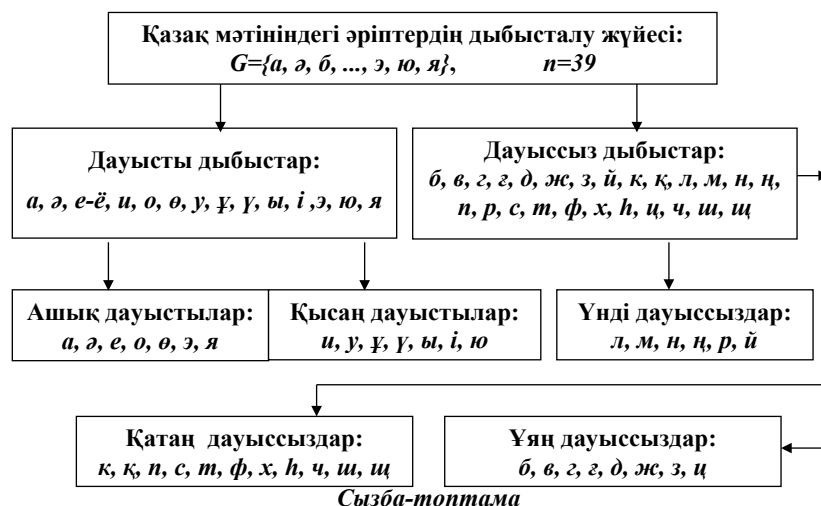 Қазақ мәтініндегі әріптердің дыбысталу жүйесі:
G={а, ә, б, ..., э, ю, я}, n=39
Дауысты дыбыстар:
а, ә, е-ё, и, о, ө, у, ұ, ү, ы, і ,э, ю, я
Дауыссыз дыбыстар:
б, в, г, ғ, д, ж, з, й, к, қ, л, м, н, ң,
п, р, с, т, ф, х, һ, ц, ч, ш, щ
Ашық дауыстылар:
а, ә, е, о, ө, э, я
Қысаң дауыстылар:
и, у, ұ, ү, ы, і, ю
Үнді дауыссыздар:
л, м, н, ң, р, й
Қатаң дауыссыздар:
к, қ, п, с, т, ф, х, һ, ч, ш, щ
Ұяң дауыссыздар:
б, в, г, ғ, д, ж, з, ц
Сызба-топтама